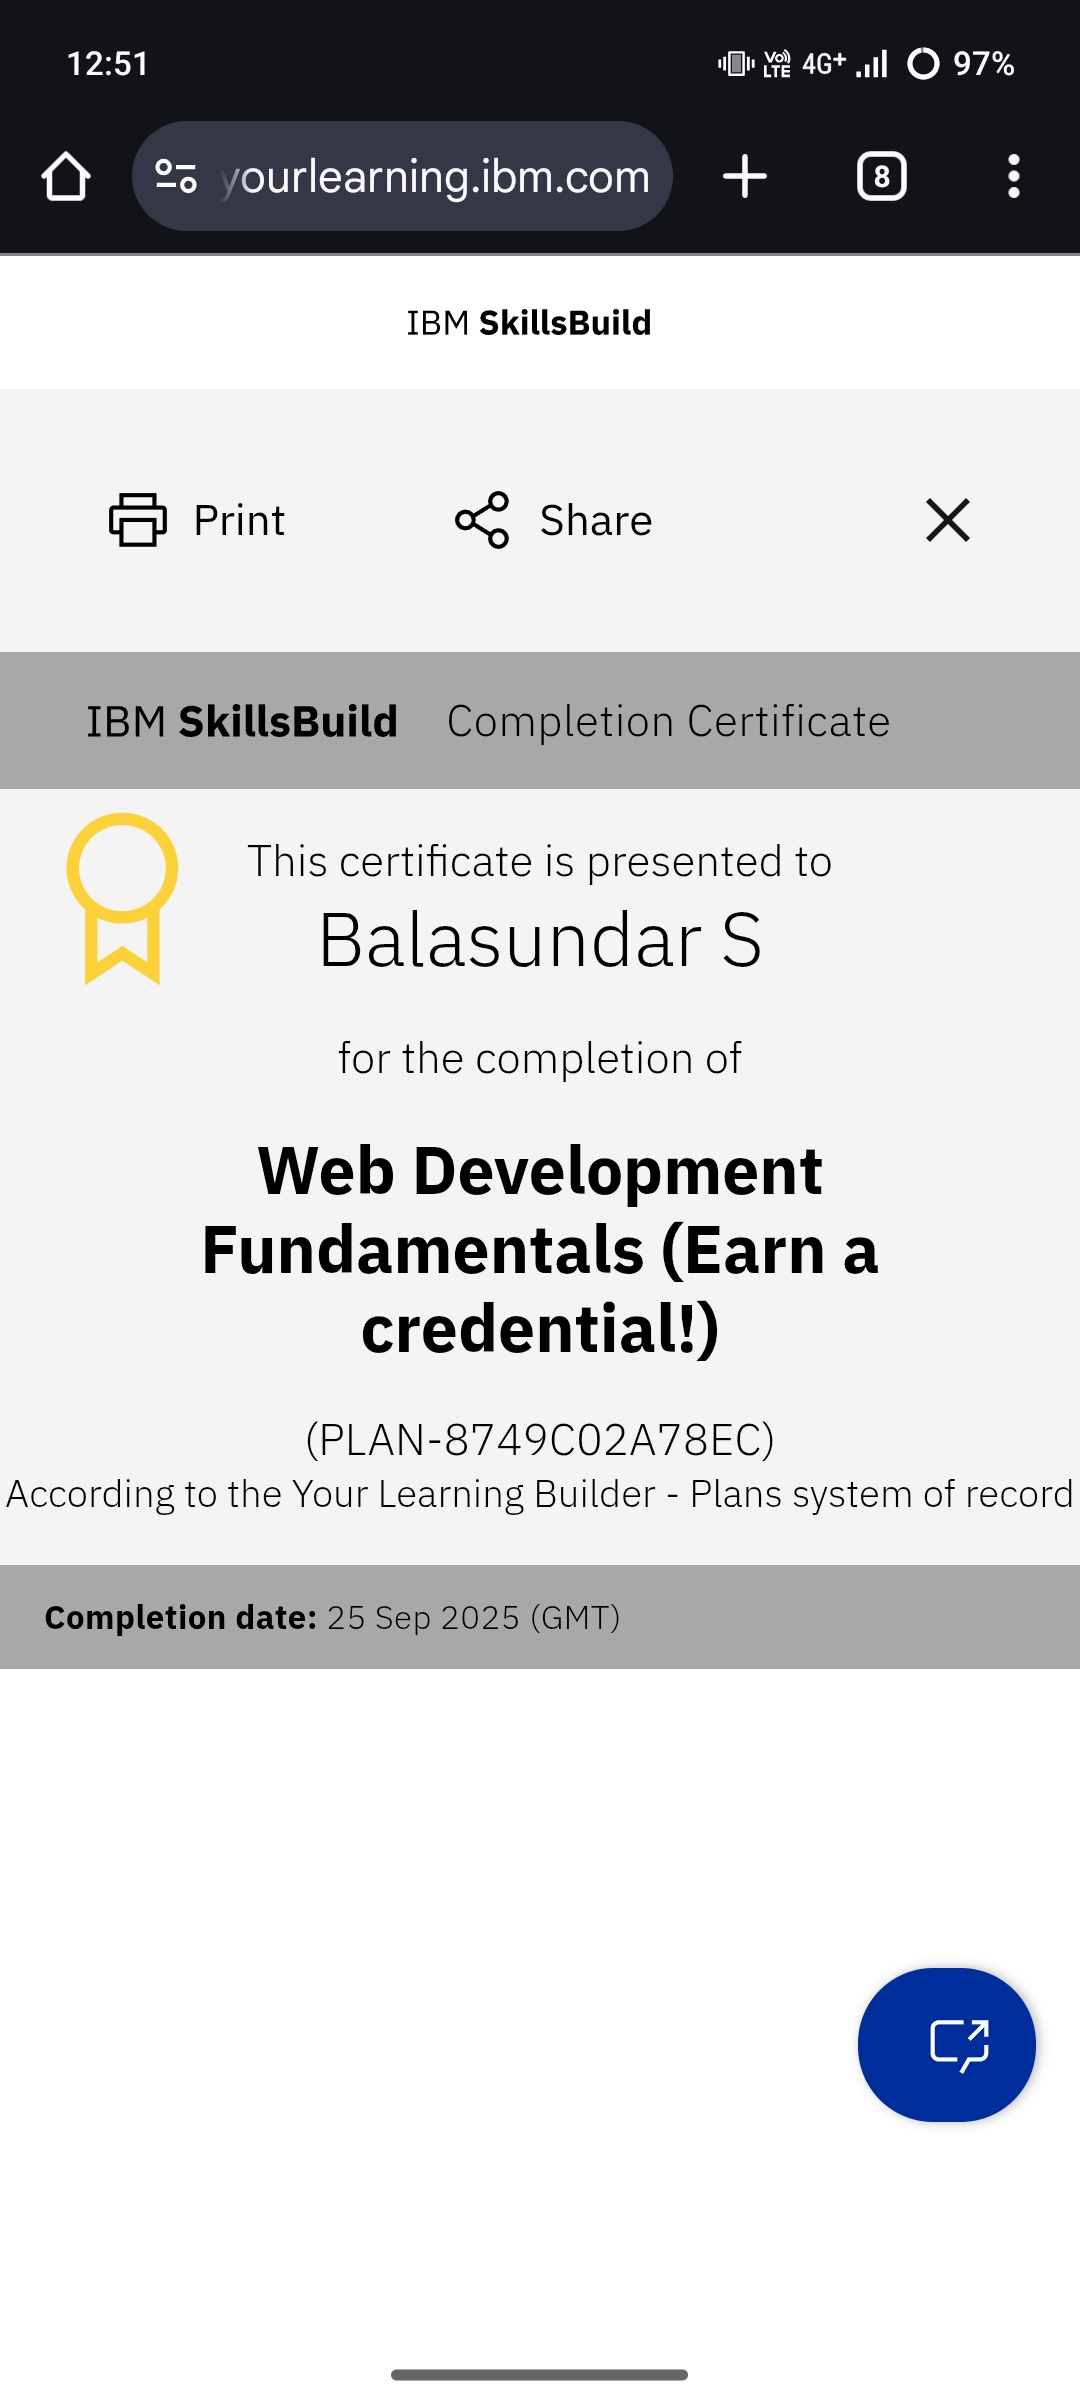 12:51
Vo)) LTE 4G+ 97%
yourlearning.ibm.com
8
IBM SkillsBuild
Print
Share
IBM SkillsBuild Completion Certificate
This certificate is presented to
Balasundar S
for the completion of
Web Development
Fundamentals (Earn a
credential!)
(PLAN-8749C02A78EC)
According to the Your Learning Builder - Plans system of record
Completion date: 25 Sep 2025 (GMT)